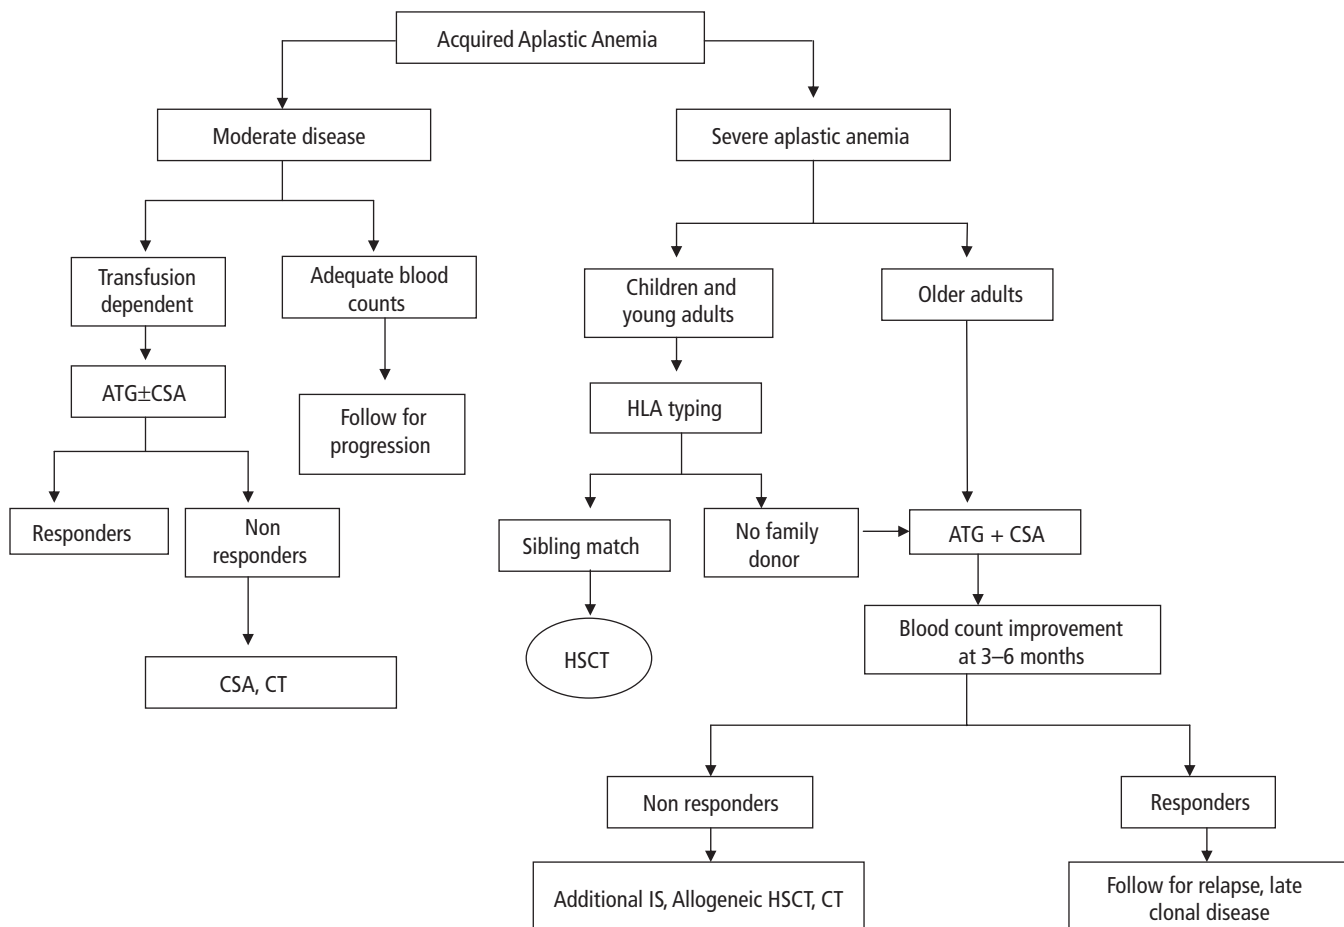 Acquired Aplastic Anemia
Moderate disease
Severe aplastic anemia
Transfusion
dependent
Adequate blood
counts
Children and
young adults
Older adults
ATG±CSA
Follow for
progression
HLA typing
Responders
Non
responders
Sibling match
No family
donor
ATG + CSA
CSA, CT
HSCT
Blood count improvement
at 3–6 months
Non responders
Responders
Additional IS, Allogeneic HSCT, CT
Follow for relapse, late
clonal disease